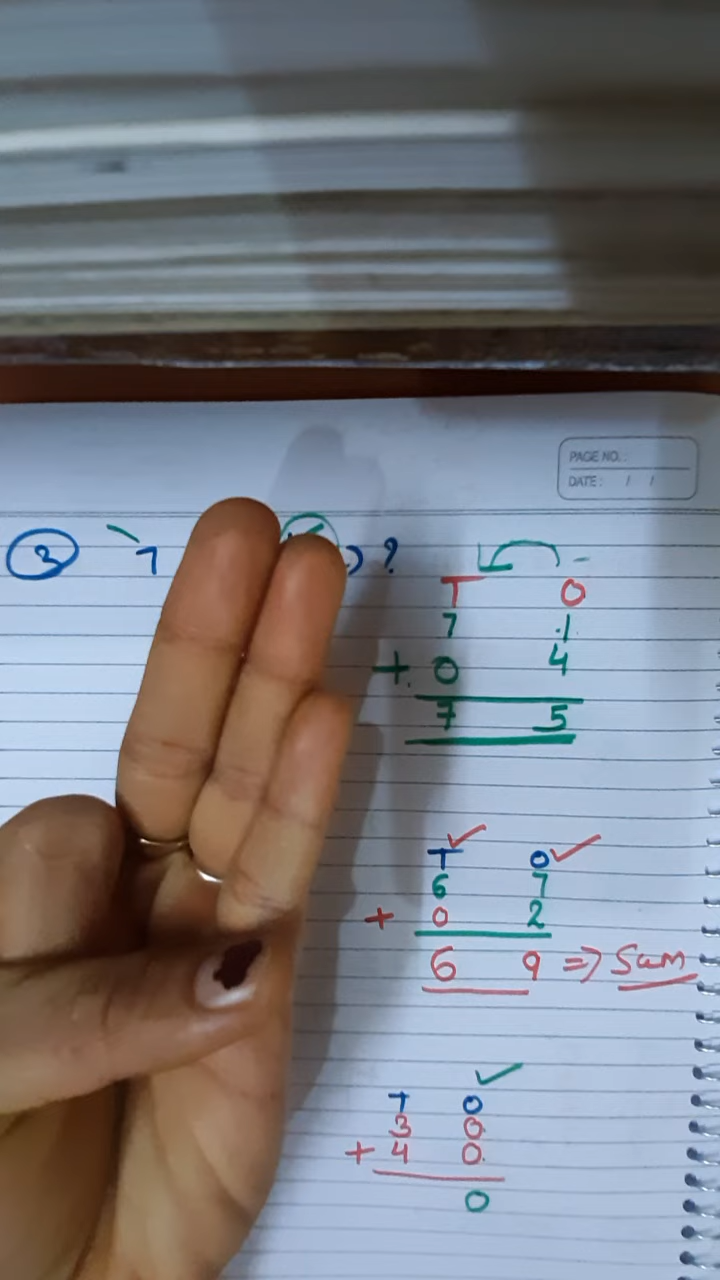 PAGE NO.:
DATE: / /
3 7 ) ?
T O
7 1
+ 0 4
7 5
T O
6 7
+ 0 2
6 9 => Sum
T O
3 0
+ 4 0
0